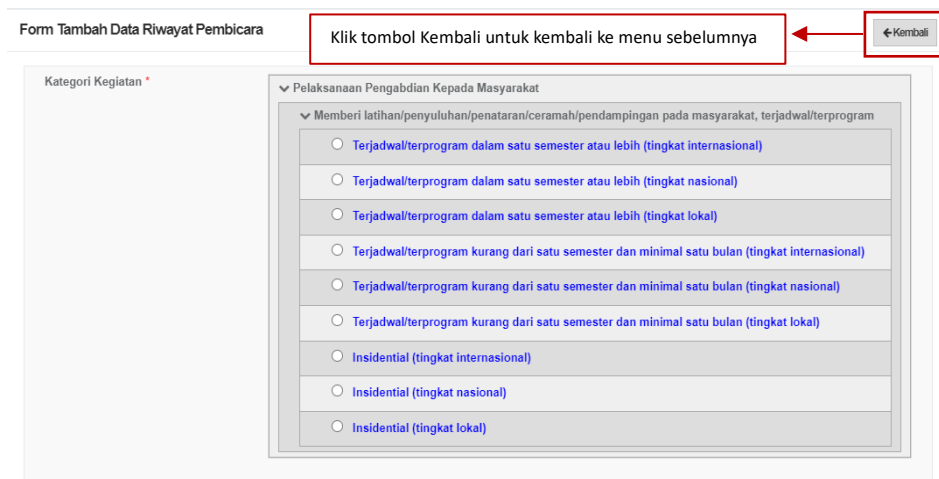 Form Tambah Data Riwayat Pembicara
Klik tombol Kembali untuk kembali ke menu sebelumnya
Kembali
Kategori Kegiatan *
Pelaksanaan Pengabdian Kepada Masyarakat
Memberi latihan/penyuluhan/penataran/ceramah/pendampingan pada masyarakat, terjadwal/terprogram
Terjadwal/terprogram dalam satu semester atau lebih (tingkat internasional)
Terjadwal/terprogram dalam satu semester atau lebih (tingkat nasional)
Terjadwal/terprogram dalam satu semester atau lebih (tingkat lokal)
Terjadwal/terprogram kurang dari satu semester dan minimal satu bulan (tingkat internasional)
Terjadwal/terprogram kurang dari satu semester dan minimal satu bulan (tingkat nasional)
Terjadwal/terprogram kurang dari satu semester dan minimal satu bulan (tingkat lokal)
Insidential (tingkat internasional)
Insidential (tingkat nasional)
Insidential (tingkat lokal)